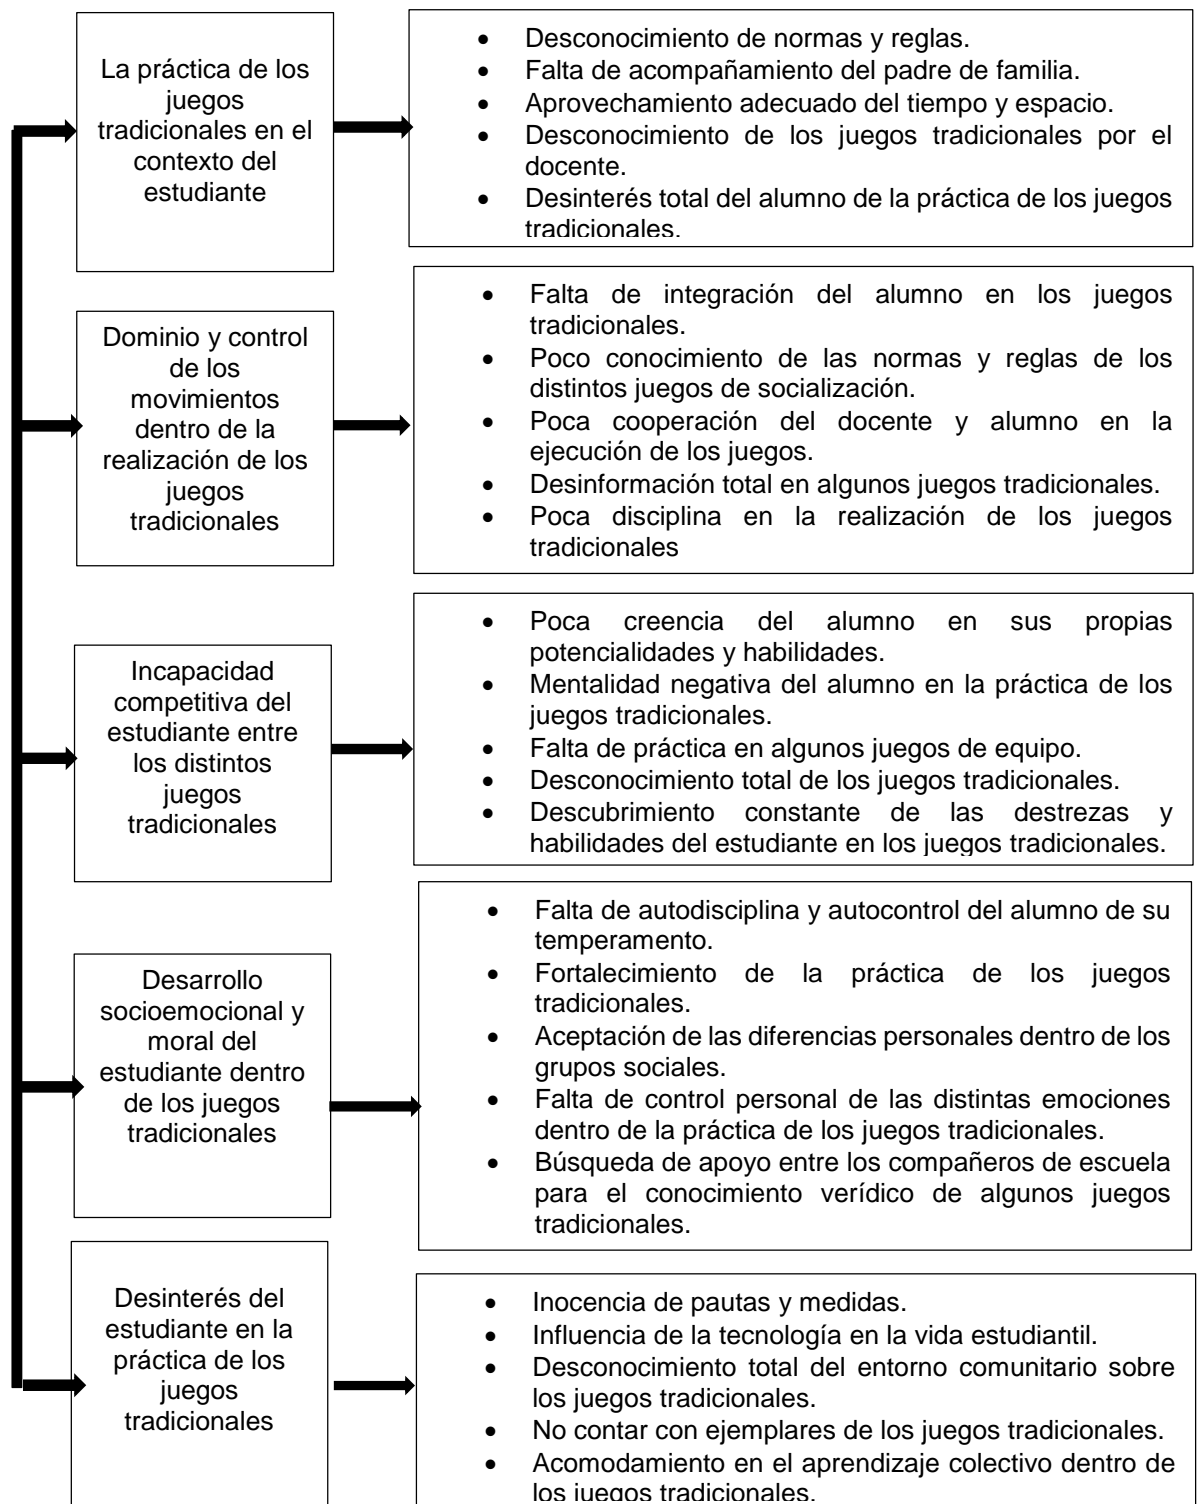 La práctica de los
juegos
tradicionales en el
contexto del
estudiante
• Desconocimiento de normas y reglas.
• Falta de acompañamiento del padre de familia.
• Aprovechamiento adecuado del tiempo y espacio.
• Desconocimiento de los juegos tradicionales por el
docente.
• Desinterés total del alumno de la práctica de los juegos
tradicionales.
Dominio y control
de los
movimientos
dentro de la
realización de los
juegos
tradicionales
• Falta de integración del alumno en los juegos
tradicionales.
• Poco conocimiento de las normas y reglas de los
distintos juegos de socialización.
• Poca cooperación del docente y alumno en la
ejecución de los juegos.
• Desinformación total en algunos juegos tradicionales.
• Poca disciplina en la realización de los juegos
tradicionales
Incapacidad
competitiva del
estudiante entre
los distintos
juegos
tradicionales
• Poca creencia del alumno en sus propias
potencialidades y habilidades.
• Mentalidad negativa del alumno en la práctica de los
juegos tradicionales.
• Falta de práctica en algunos juegos de equipo.
• Desconocimiento total de los juegos tradicionales.
• Descubrimiento constante de las destrezas y
habilidades del estudiante en los juegos tradicionales.
Desarrollo
socioemocional y
moral del
estudiante dentro
de los juegos
tradicionales
• Falta de autodisciplina y autocontrol del alumno de su
temperamento.
• Fortalecimiento de la práctica de los juegos
tradicionales.
• Aceptación de las diferencias personales dentro de los
grupos sociales.
• Falta de control personal de las distintas emociones
dentro de la práctica de los juegos tradicionales.
• Búsqueda de apoyo entre los compañeros de escuela
para el conocimiento verídico de algunos juegos
tradicionales.
Desinterés del
estudiante en la
práctica de los
juegos
tradicionales
• Inocencia de pautas y medidas.
• Influencia de la tecnología en la vida estudiantil.
• Desconocimiento total del entorno comunitario sobre
los juegos tradicionales.
• No contar con ejemplares de los juegos tradicionales.
• Acomodamiento en el aprendizaje colectivo dentro de
los juegos tradicionales.